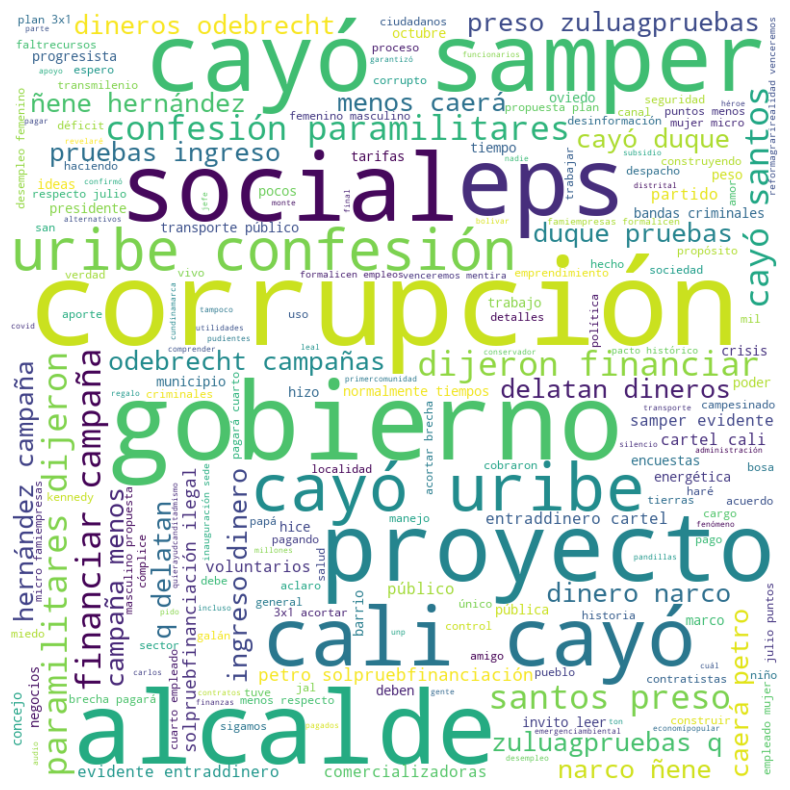 plan 3x1
parte
dineros odebrecht
ciudadanos
octubre
preso zuluagpruebas
funcionarios
cayó samper
faltrecursos
apoyo
progresista
espero
proceso
corrupto
garantizó
transmilenio
ñene hernández
menos caerá
femenino masculino
propuesta plan
oviedo
canal
seguridad
puntos menos
mujer micro
héroe
pagar
déficit
confesión paramilitares
desinformación
revelaré
cayó duque
nadie
subsidio
desempleo femenino
pruebas ingreso
haciendo
tarifas
tiempo
trabajar
despacho
construyendo
peso
distrital
amor
reformagrarirealidad venceremos
ideas
confirmó
respecto julio
presidente
pocos
jefe
final
monte
social
eps
bandas criminales
partido
cayó santos
san
alternativos
transporte público
bolívar
famiempresas formalicen
duque pruebas
propósito
uribe confesión
verdad
vivo
formalicen empleos
venceremos mentira
emprendimiento
hecho
sociedad
covid
aporte
cundinamarca
tampoco
utilidades
pudientes
uso
leal
trabajo
detalles
política
mil
corrupción
comprender
conservador
pacto histórico
crisis
odebrecht campañas
regalo
primercomunidad
dijeron financiar
municipio
criminales
hizo
normalmente tiempos
delatan dineros
poder
transporte
campesinado
hernández campaña
paramilitares dijeron
financiar campaña
pagará cuarto
gobierno
acortar brecha
silencio
administración
samper evidente
cartel cali
encuestas
bosa
localidad
cobraron
energética
kennedy
micro famiempresas
campaña menos
masculino propuesta
cómplice
q delatan
solpruebfinanciación ilegal
inauguración sede
quierayudcanditadmismo
ingresodinero
papá
hice
pagando
cayó uribe
manejo
tierras
haré
acuerdo
entraddinero cartel
cargo
fenómeno
pago
voluntarios
salud
proyecto
pandillas
millones
debe
aclaro
público
dinero narco
miedo
pido
incluso
general
único
pública
historia
marco
julio puntos
sector
galán
3x1 acortar
barrio
unp
cali cayó
control
contratistas
cuál
concejo
negocios
carlos
cuarto empleado
contratos
petro solpruebfinanciación
amigo
pueblo
niño
brecha pagará
tuve
jal
deben
gente
santos preso
caerá petro
empleado mujer
menos respecto
finanzas
pagados
invito leer
construir
alcalde
sigamos
ton
emergenciambiental
economipopular
audio
evidente entraddinero
comercializadoras
zuluagpruebas q
desempleo
narco ñene